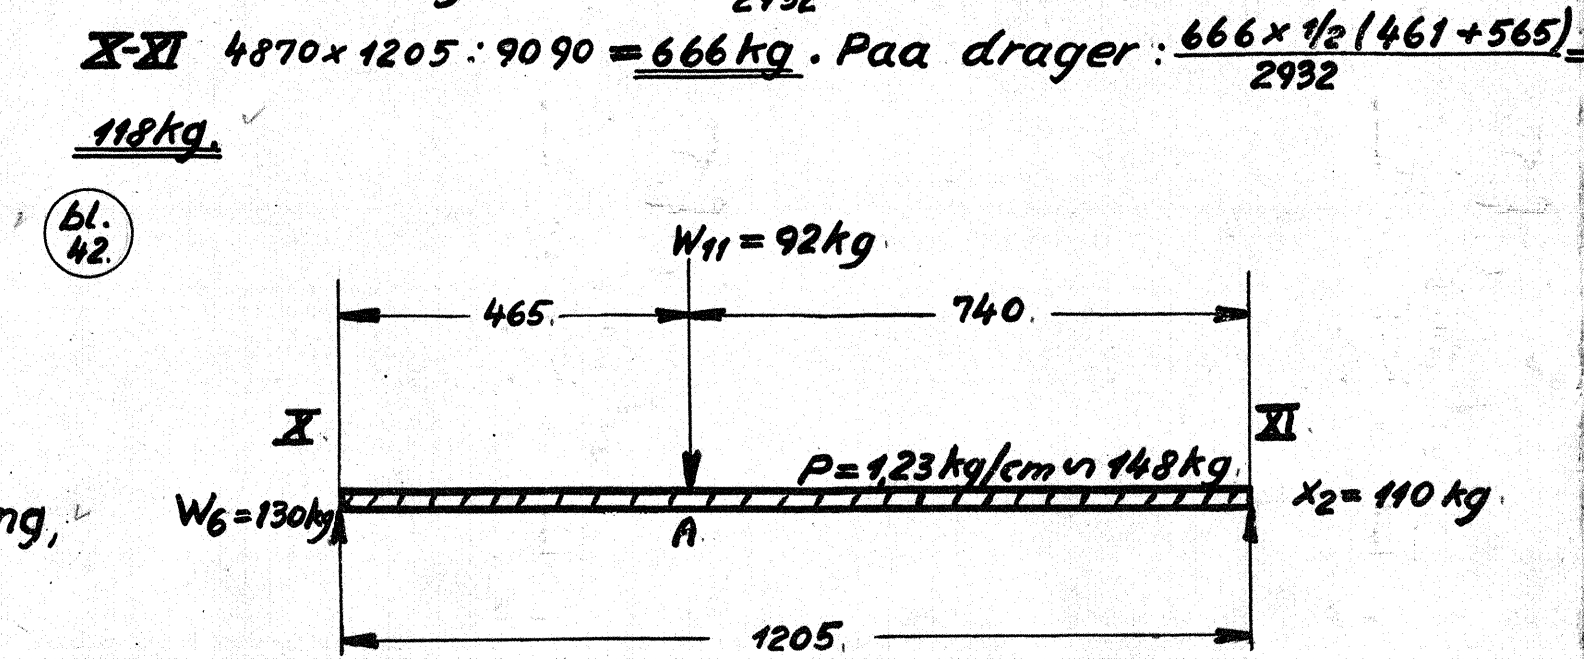 2932
X-XI 4870 x 1205 : 9090 = 666 kg. Paa drager : 666 x 1/2 (461 + 565) =
2932
118 kg.
bl.
42.
W11 = 92 kg
465. 740.
X XI
P = 1,23 kg/cm ∽ 148 kg.
ng, W6 = 130 kg x2 = 110 kg
A
1205.